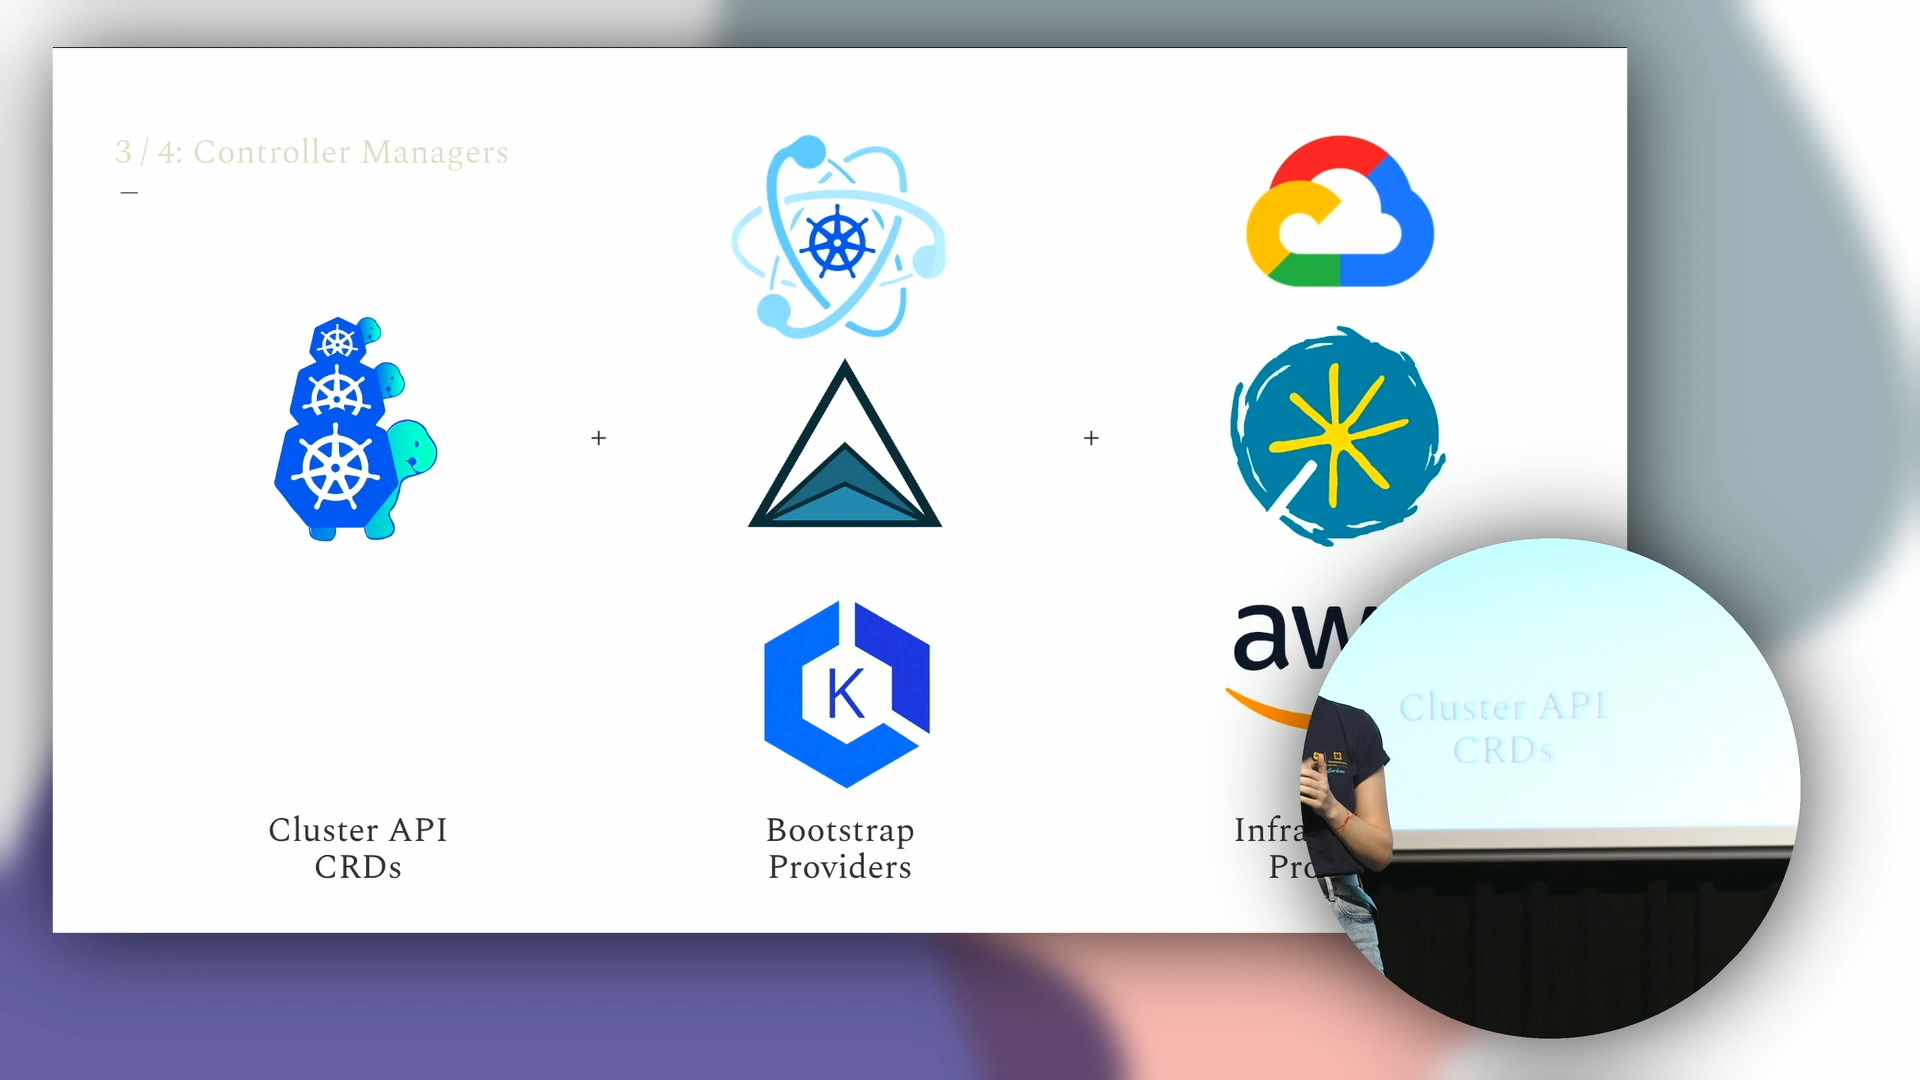 3 / 4: Controller Managers
—
+
+
K
aw
Cluster API
CRDs
Bootstrap
Providers
Infra
Pro
Cluster API
CRDs